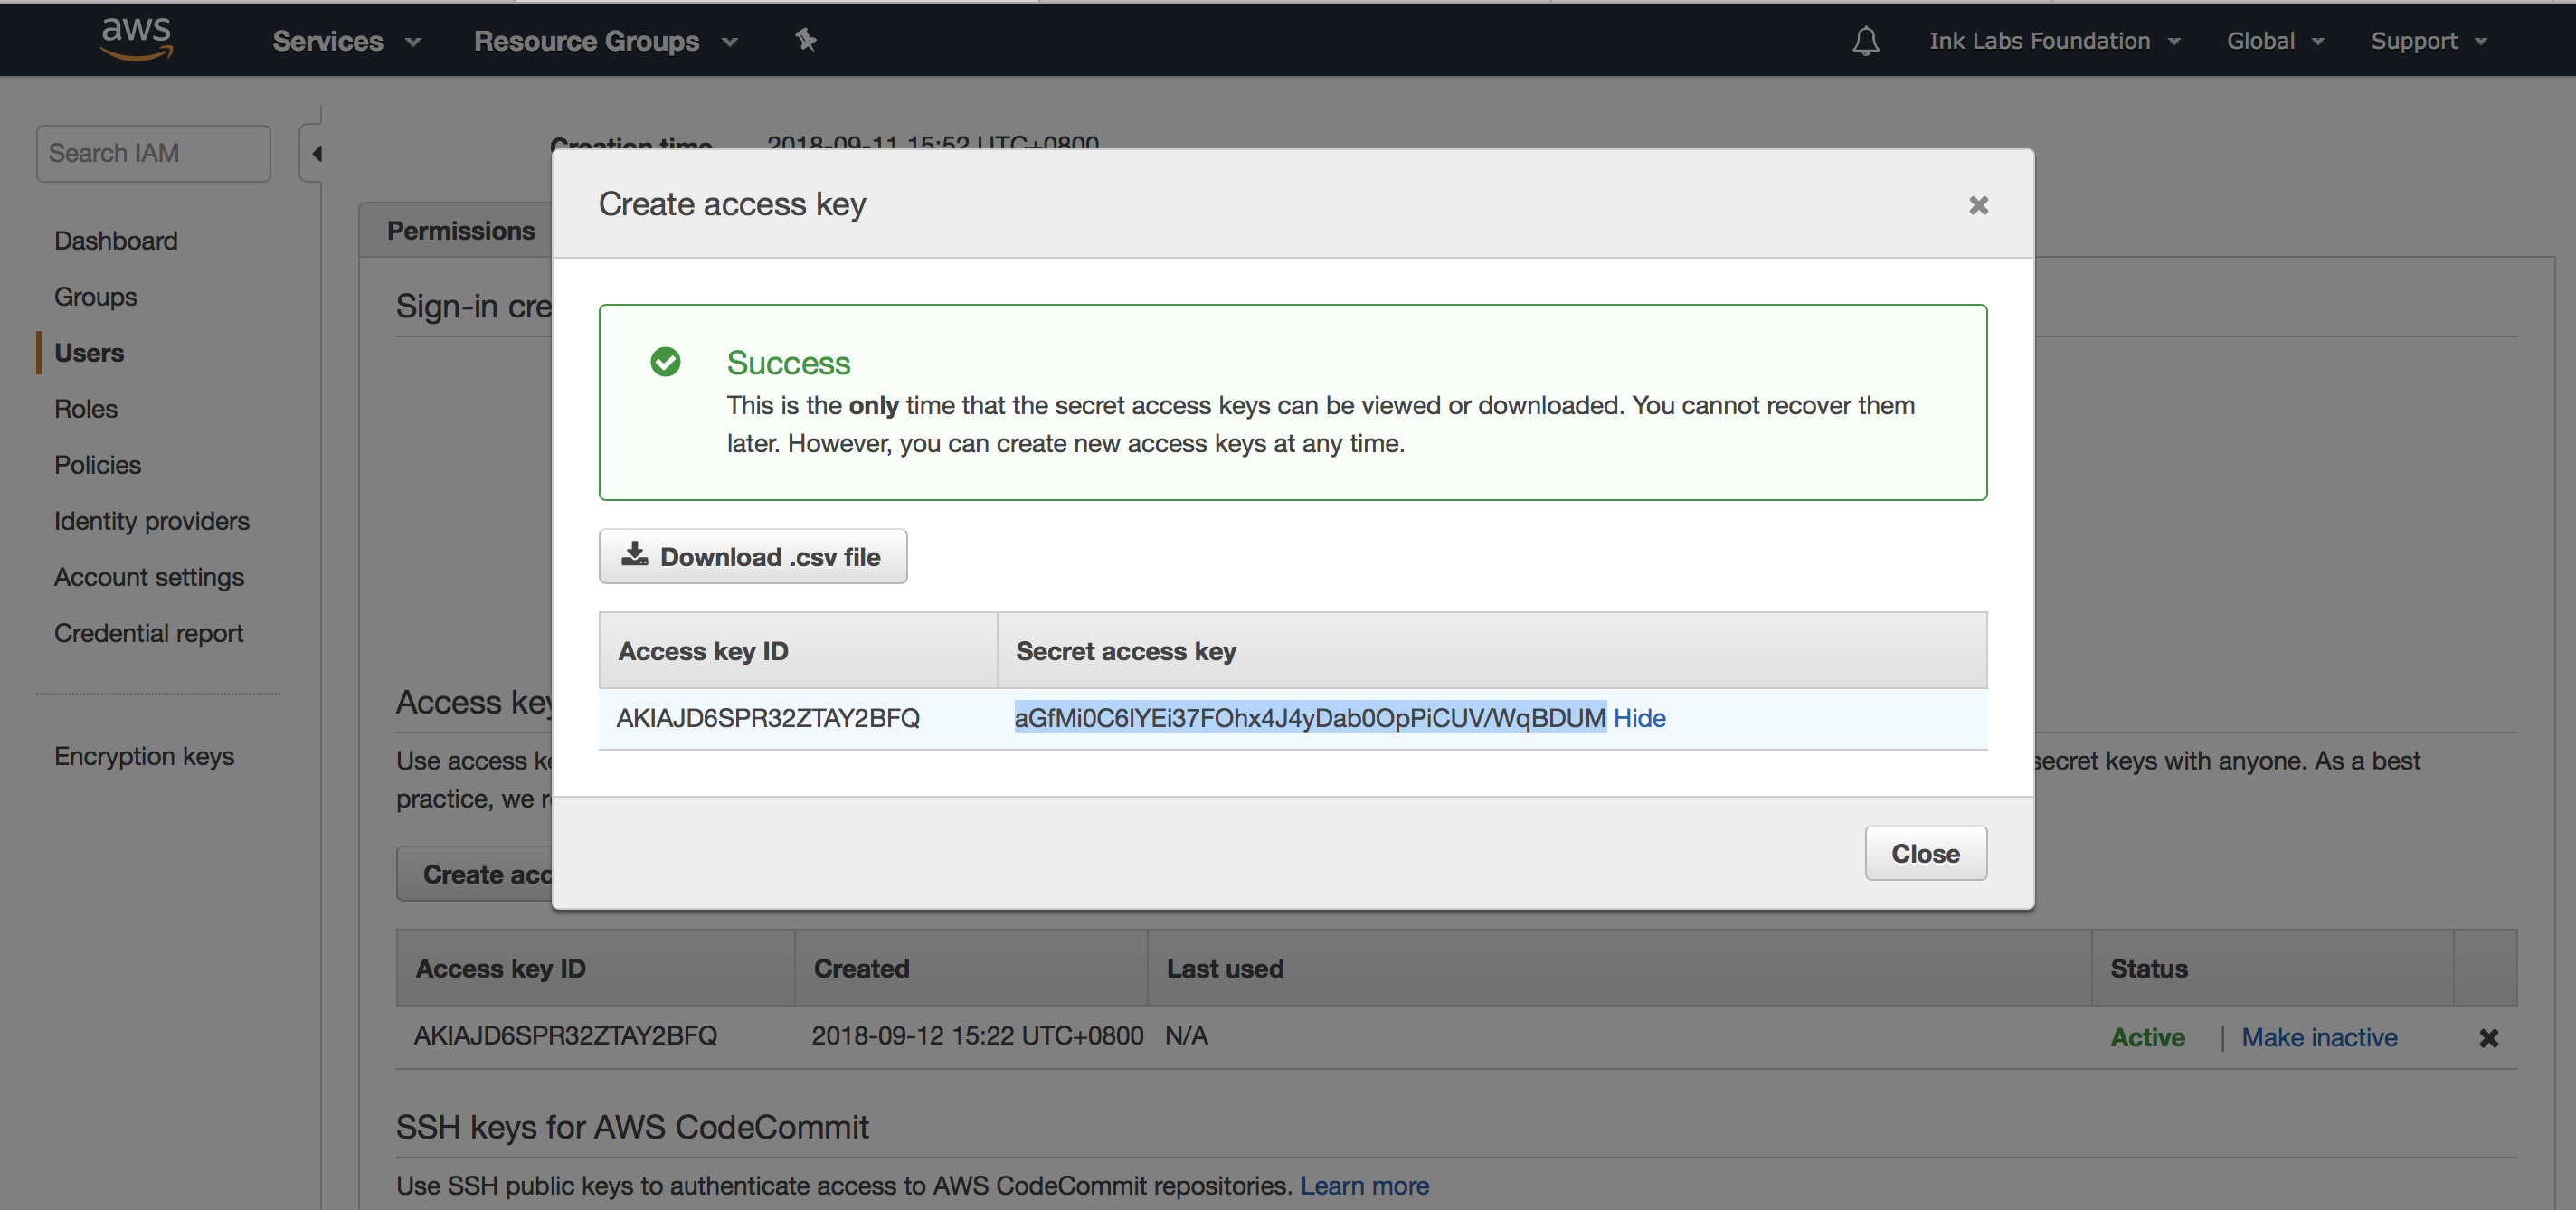 aws
Services
Resource Groups
Ink Labs Foundation
Global
Support
Search IAM
Dashboard
Groups
Users
Roles
Policies
Identity providers
Account settings
Credential report
Encryption keys
Creation time 2018-09-11 15:52 UTC+0800
Permissions
Sign-in cre
Create access key
Success
This is the only time that the secret access keys can be viewed or downloaded. You cannot recover them
later. However, you can create new access keys at any time.
Download .csv file
Access key ID Secret access key
AKIAJD6SPR32ZTAY2BFQ Hide
Close
Access key
Use access ke secret keys with anyone. As a best
practice, we r
Create acc
Access key ID Created Last used Status
AKIAJD6SPR32ZTAY2BFQ 2018-09-12 15:22 UTC+0800 N/A Active | Make inactive
SSH keys for AWS CodeCommit
Use SSH public keys to authenticate access to AWS CodeCommit repositories. Learn more